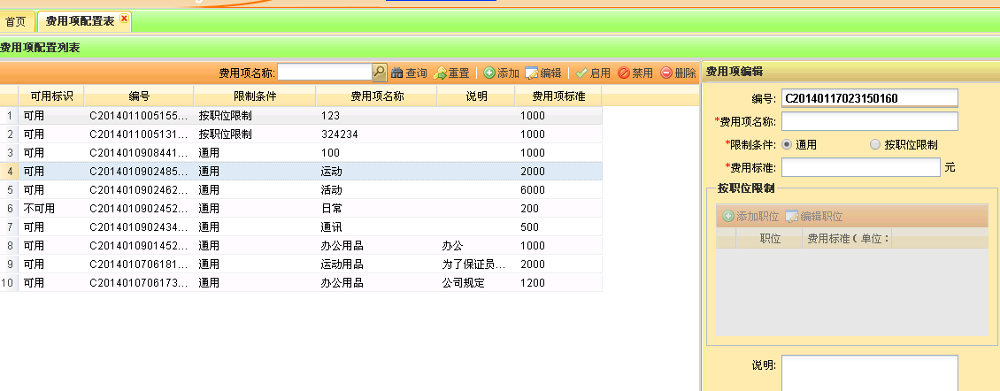 首页 费用项配置表
费用项配置列表
费用项名称: 查询 重置 添加 编辑 启用 禁用 删除
可用标识 编号 限制条件 费用项名称 说明 费用项标准
1 可用 C2014011005155... 按职位限制 123 1000
2 可用 C2014011005131... 按职位限制 324234 1000
3 可用 C2014010908441... 通用 100 1000
4 可用 C2014010902485... 通用 运动 2000
5 可用 C2014010902462... 通用 活动 6000
6 不可用 C2014010902452... 通用 日常 200
7 可用 C2014010902434... 通用 通讯 500
8 可用 C2014010901452... 通用 办公用品 办公 1000
9 可用 C2014010706181... 通用 运动用品 为了保证员... 2000
10 可用 C2014010706173... 通用 办公用品 公司规定 1200
费用项编辑
编号: C20140117023150160
*费用项名称:
*限制条件: 通用 按职位限制
*费用标准: 元
按职位限制
添加职位 编辑职位
职位 费用标准(单位:
说明: